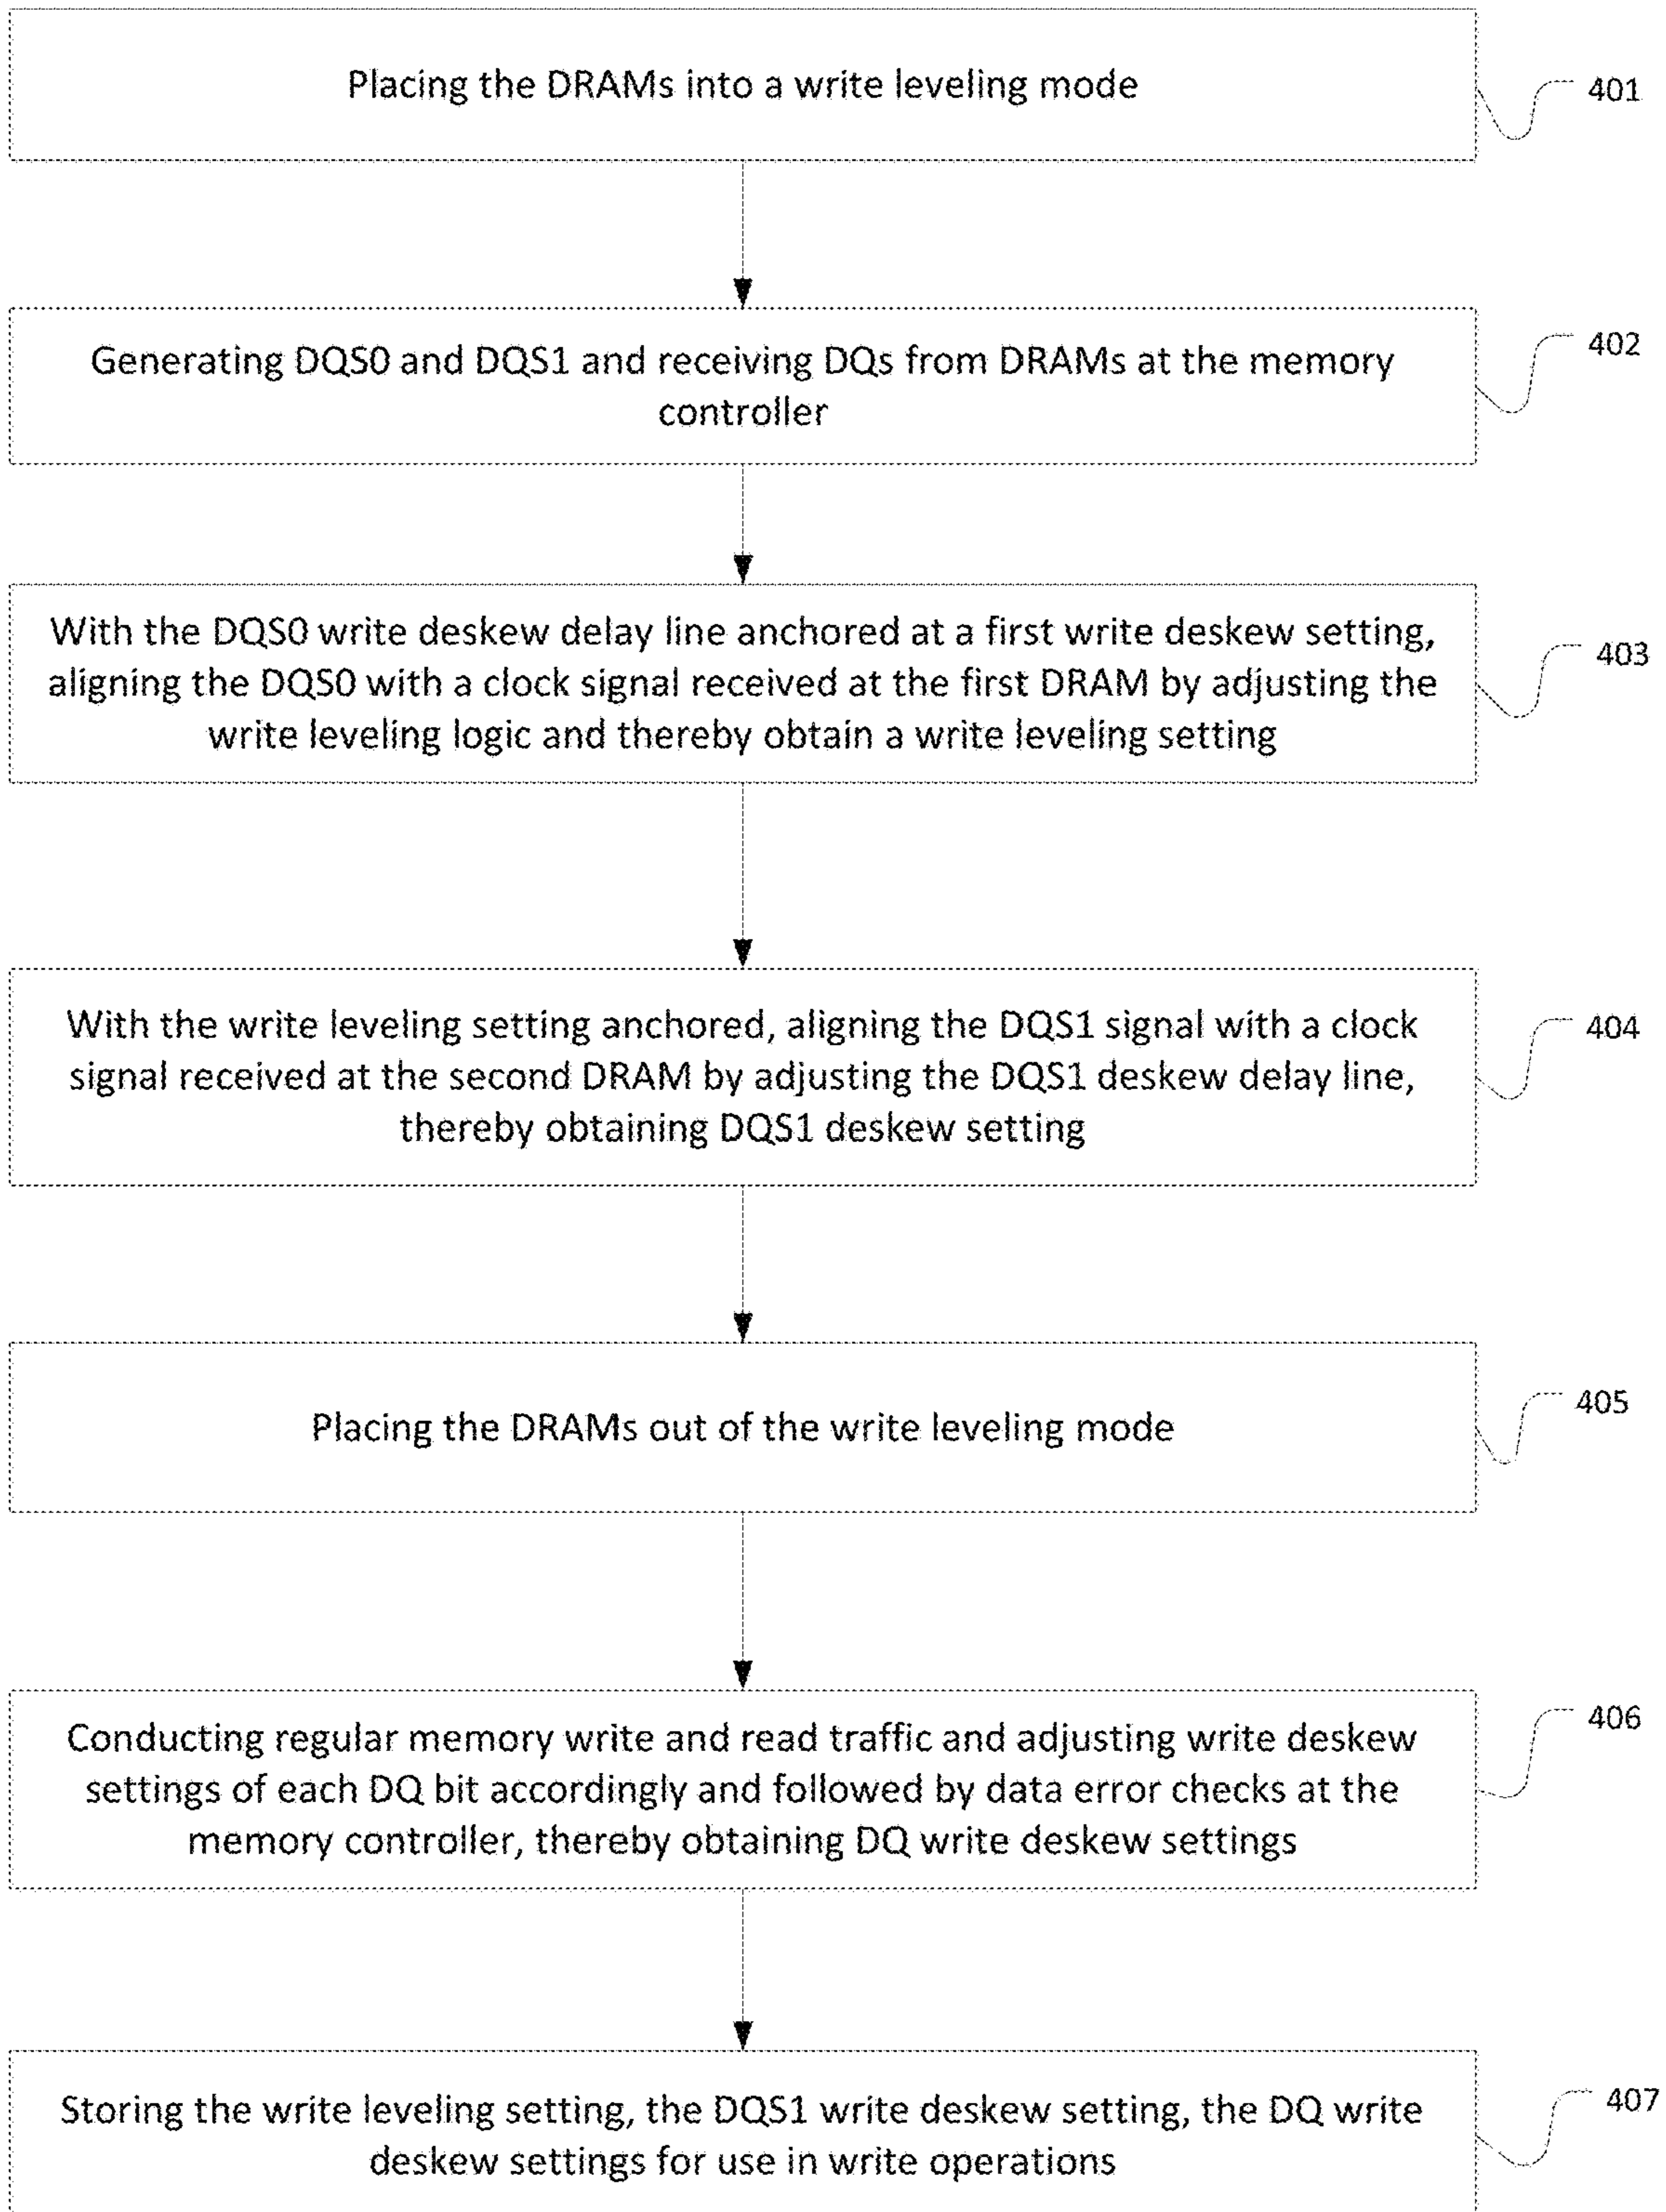 Placing the DRAMs into a write leveling mode
401
Generating DQS0 and DQS1 and receiving DQs from DRAMs at the memory
controller
402
With the DQS0 write deskew delay line anchored at a first write deskew setting,
aligning the DQS0 with a clock signal received at the first DRAM by adjusting the
write leveling logic and thereby obtain a write leveling setting
403
With the write leveling setting anchored, aligning the DQS1 signal with a clock
signal received at the second DRAM by adjusting the DQS1 deskew delay line,
thereby obtaining DQS1 deskew setting
404
Placing the DRAMs out of the write leveling mode
405
Conducting regular memory write and read traffic and adjusting write deskew
settings of each DQ bit accordingly and followed by data error checks at the
memory controller, thereby obtaining DQ write deskew settings
406
Storing the write leveling setting, the DQS1 write deskew setting, the DQ write
deskew settings for use in write operations
407